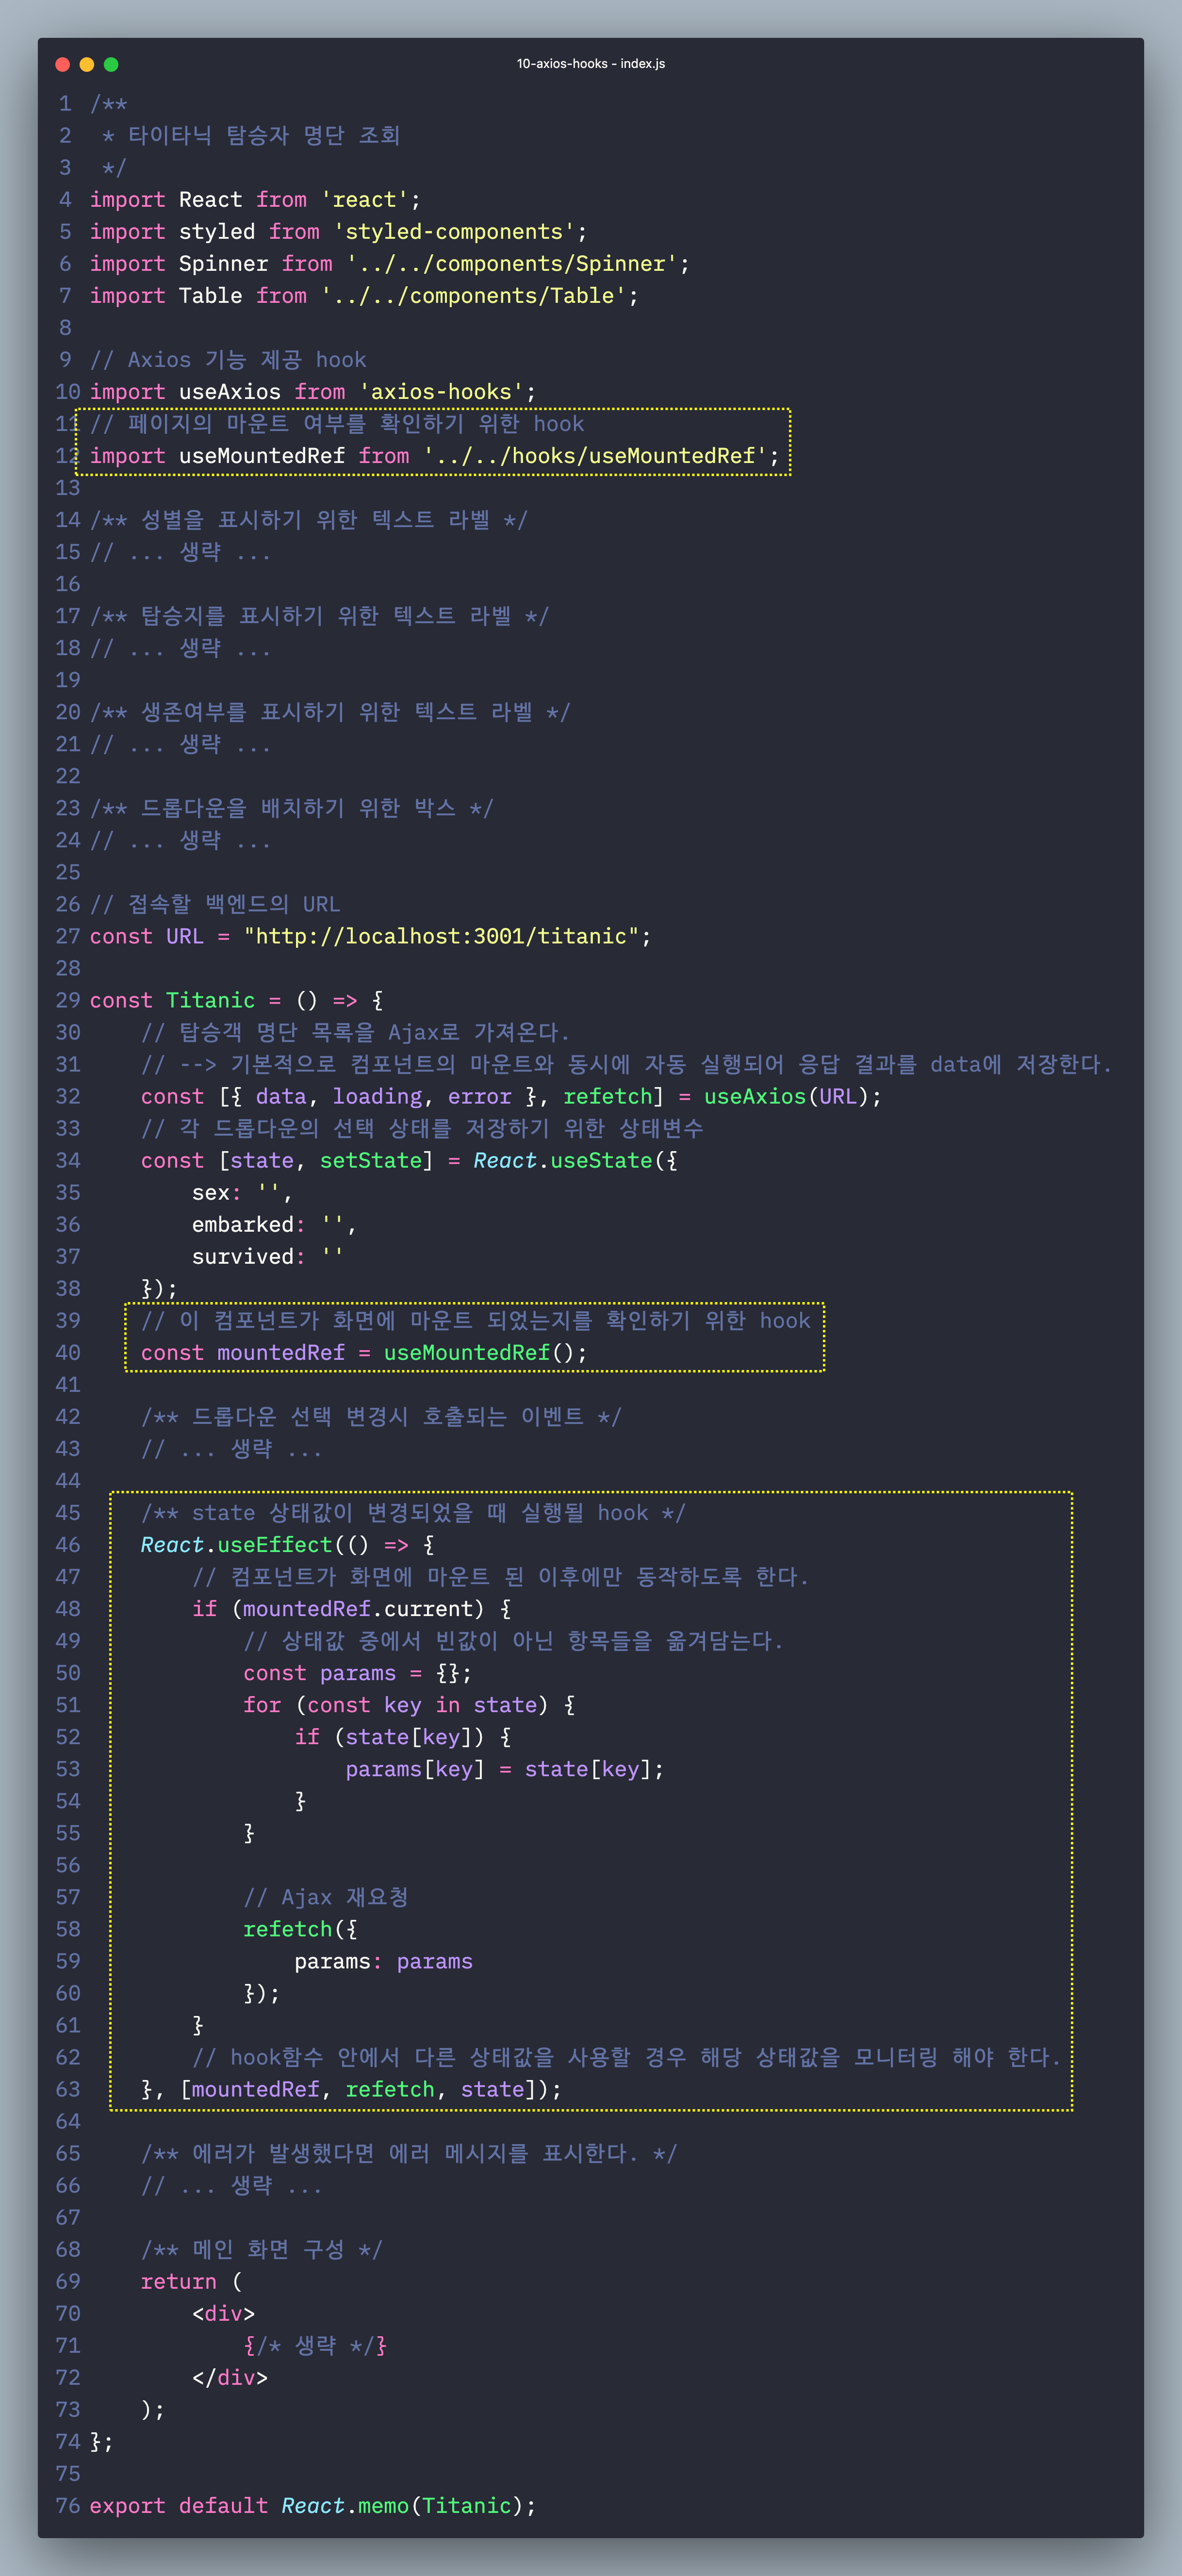 10-axios-hooks - index.js
1 /**
2  * 타이타닉 탐승자 명단 조회
3  */
4 import React from 'react';
5 import styled from 'styled-components';
6 import Spinner from '../../components/Spinner';
7 import Table from '../../components/Table';
8
9 // Axios 기능 제공 hook
10 import useAxios from 'axios-hooks';
11 // 페이지의 마운트 여부를 확인하기 위한 hook
12 import useMountedRef from '../../hooks/useMountedRef';
13
14 /** 성별을 표시하기 위한 텍스트 라벨 */
15 // ... 생략 ...
16
17 /** 탑승지를 표시하기 위한 텍스트 라벨 */
18 // ... 생략 ...
19
20 /** 생존여부를 표시하기 위한 텍스트 라벨 */
21 // ... 생략 ...
22
23 /** 드롭다운을 배치하기 위한 박스 */
24 // ... 생략 ...
25
26 // 접속할 백엔드의 URL
27 const URL = "http://localhost:3001/titanic";
28
29 const Titanic = () => {
30     // 탑승객 명단 목록을 Ajax로 가져온다.
31     // --> 기본적으로 컴포넌트의 마운트와 동시에 자동 실행되어 응답 결과를 data에 저장한다.
32     const [{ data, loading, error }, refetch] = useAxios(URL);
33     // 각 드롭다운의 선택 상태를 저장하기 위한 상태변수
34     const [state, setState] = React.useState({
35         sex: '',
36         embarked: '',
37         survived: ''
38     });
39     // 이 컴포넌트가 화면에 마운트 되었는지를 확인하기 위한 hook
40     const mountedRef = useMountedRef();
41
42     /** 드롭다운 선택 변경시 호출되는 이벤트 */
43     // ... 생략 ...
44
45     /** state 상태값이 변경되었을 때 실행될 hook */
46     React.useEffect(() => {
47         // 컴포넌트가 화면에 마운트 된 이후에만 동작하도록 한다.
48         if (mountedRef.current) {
49             // 상태값 중에서 빈값이 아닌 항목들을 옮겨담는다.
50             const params = {};
51             for (const key in state) {
52                 if (state[key]) {
53                     params[key] = state[key];
54                 }
55             }
56
57             // Ajax 재요청
58             refetch({
59                 params: params
60             });
61         }
62         // hook함수 안에서 다른 상태값을 사용할 경우 해당 상태값을 모니터링 해야 한다.
63     }, [mountedRef, refetch, state]);
64
65     /** 에러가 발생했다면 에러 메시지를 표시한다. */
66     // ... 생략 ...
67
68     /** 메인 화면 구성 */
69     return (
70         <div>
71             {/* 생략 */}
72         </div>
73     );
74 };
75
76 export default React.memo(Titanic);